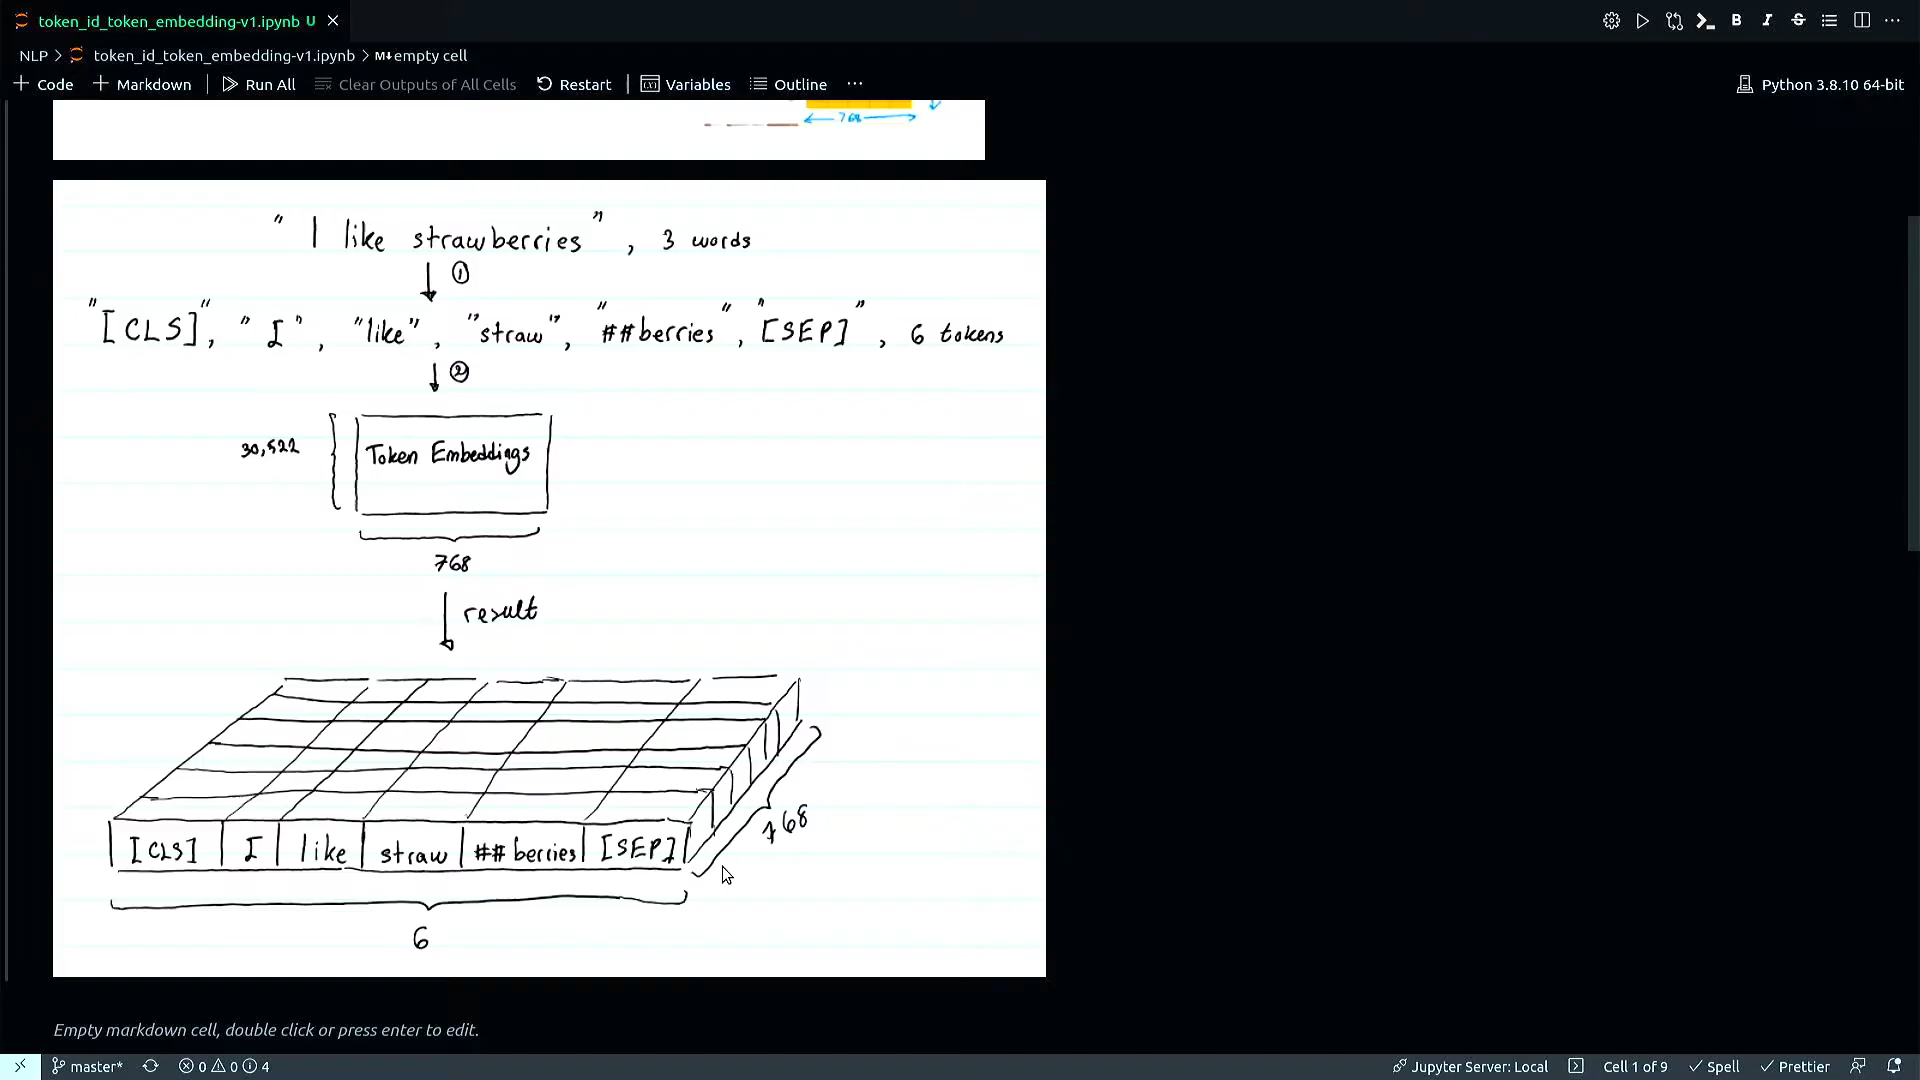 token_id_token_embedding-v1.ipynb U
NLP > token_id_token_embedding-v1.ipynb > M↓ empty cell
+ Code + Markdown Run All Clear Outputs of All Cells Restart Variables Outline ... Python 3.8.10 64-bit
768
" I like strawberries ", 3 words
①
"[CLS]", "I", "like", "straw", "##berries", "[SEP]", 6 tokens
②
30,522 Token Embeddings
768
result
768
[CLS] I like straw ##berries [SEP]
6
Empty markdown cell, double click or press enter to edit.
master* 0 0 4 Jupyter Server: Local Cell 1 of 9 Spell Prettier